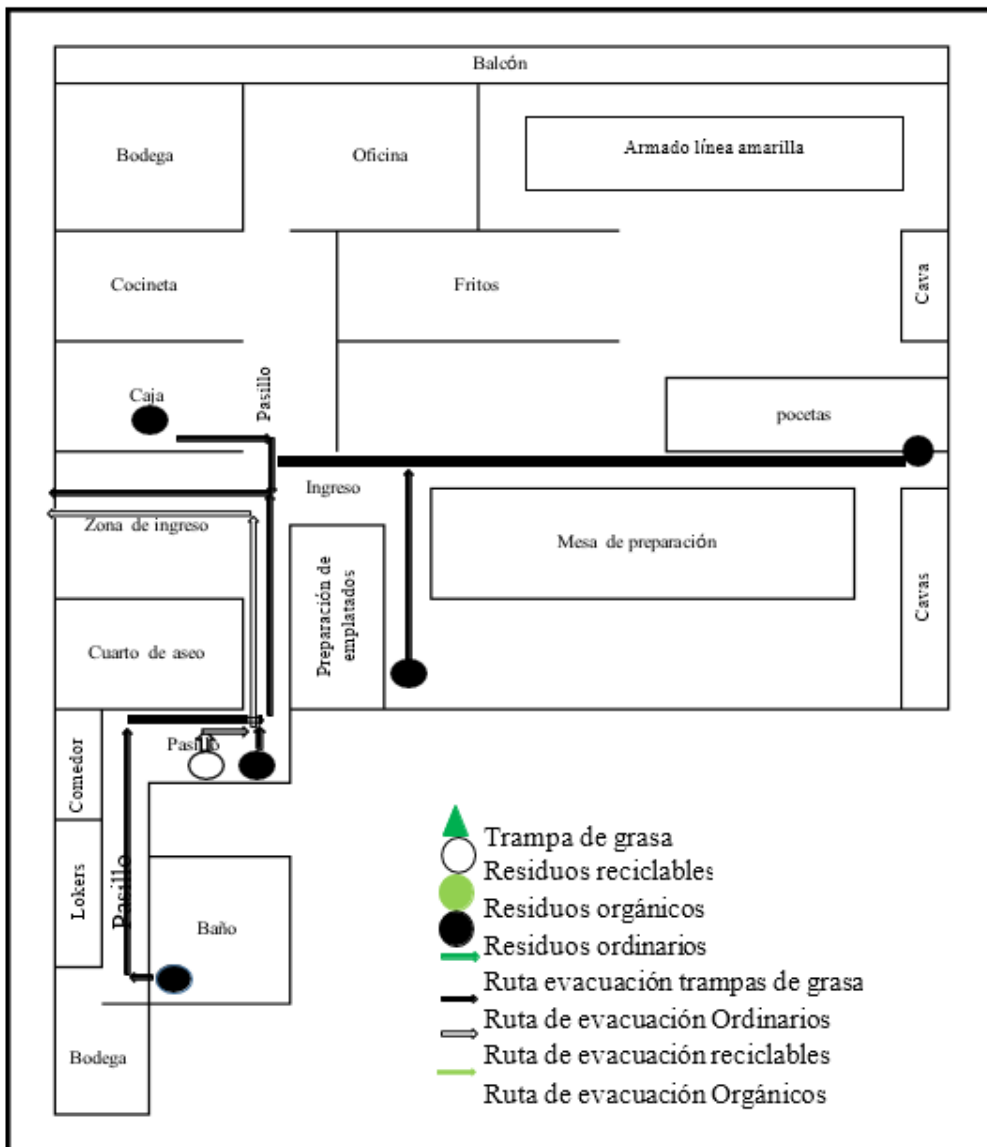 Balcón
Bodega
Oficina
Armado línea amarilla
Cocineta
Fritos
Cava
Caja
Pasillo
pocetas
Ingreso
Zona de ingreso
Mesa de preparación
Preparación de
emplatados
Cavas
Cuarto de aseo
Pasillo
Comedor
Lokers
Pasillo
Baño
Bodega
Trampa de grasa
Residuos reciclables
Residuos orgánicos
Residuos ordinarios
Ruta evacuación trampas de grasa
Ruta de evacuación Ordinarios
Ruta de evacuación reciclables
Ruta de evacuación Orgánicos